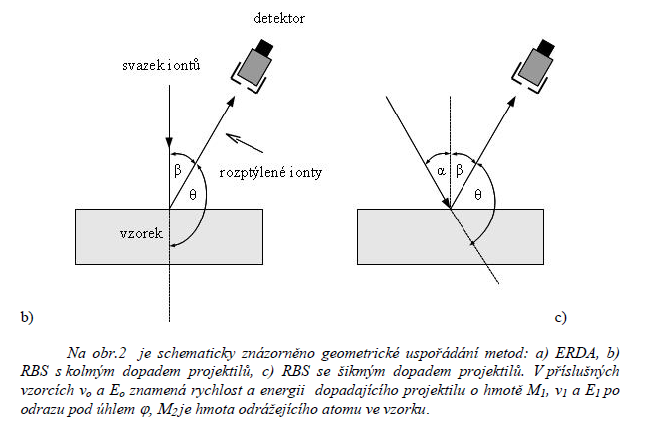 detektor
svazek iontů
β
rozptýlené ionty
θ
vzorek
α β
θ
b) c)
Na obr.2 je schematicky znázorněno geometrické uspořádání metod: a) ERDA, b)
RBS s kolmým dopadem projektilů, c) RBS se šikmým dopadem projektilů. V příslušných
vzorcích vo a Eo znamená rychlost a energii dopadajícího projektilu o hmotě M1, v1 a E1 po
odrazu pod úhlem φ, M2 je hmota odrážejícího atomu ve vzorku.